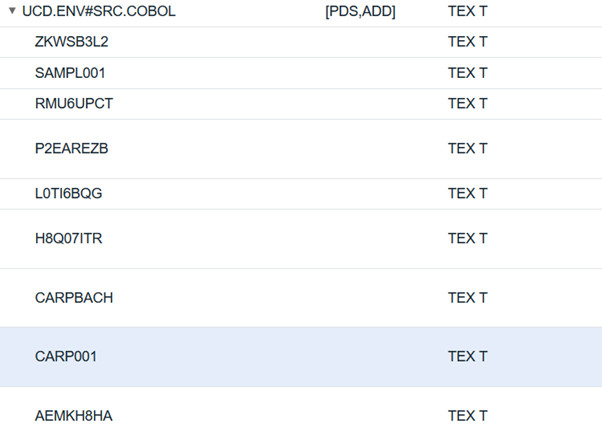 UCD.ENV#SRC.COBOL [PDS,ADD] TEX T
ZKWSB3L2 TEX T
SAMPL001 TEX T
RMU6UPCT TEX T
P2EAREZB TEX T
L0TI6BQG TEX T
H8Q07ITR TEX T
CARPBACH TEX T
CARP001 TEX T
AEMKH8HA TEX T